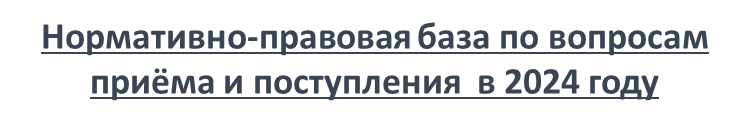 Нормативно-правовая база по вопросам
приёма и поступления  в 2024 году